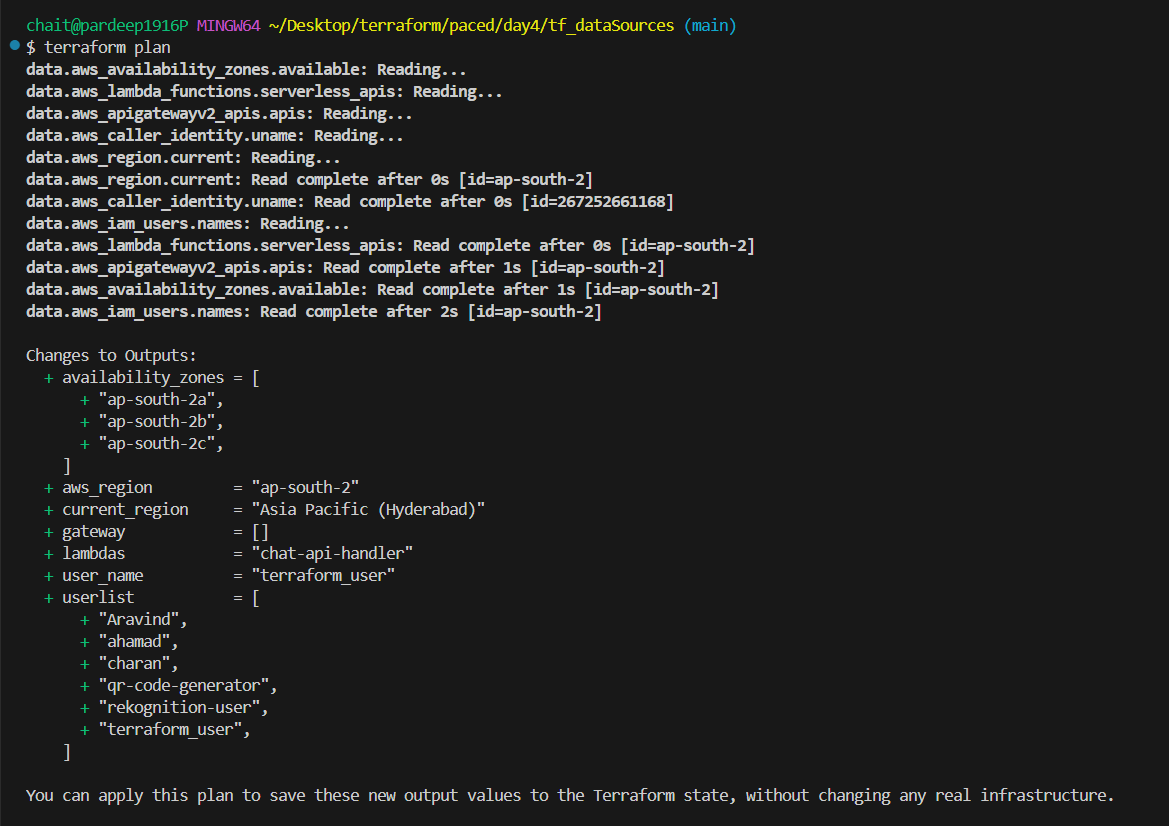 chait@pardeep1916P MINGW64 ~/Desktop/terraform/paced/day4/tf_dataSources (main)
$ terraform plan
data.aws_availability_zones.available: Reading...
data.aws_lambda_functions.serverless_apis: Reading...
data.aws_apigatewayv2_apis.apis: Reading...
data.aws_caller_identity.uname: Reading...
data.aws_region.current: Reading...
data.aws_region.current: Read complete after 0s [id=ap-south-2]
data.aws_caller_identity.uname: Read complete after 0s [id=267252661168]
data.aws_iam_users.names: Reading...
data.aws_lambda_functions.serverless_apis: Read complete after 0s [id=ap-south-2]
data.aws_apigatewayv2_apis.apis: Read complete after 1s [id=ap-south-2]
data.aws_availability_zones.available: Read complete after 1s [id=ap-south-2]
data.aws_iam_users.names: Read complete after 2s [id=ap-south-2]

Changes to Outputs:
  + availability_zones = [
      + "ap-south-2a",
      + "ap-south-2b",
      + "ap-south-2c",
    ]
  + aws_region         = "ap-south-2"
  + current_region     = "Asia Pacific (Hyderabad)"
  + gateway            = []
  + lambdas            = "chat-api-handler"
  + user_name          = "terraform_user"
  + userlist           = [
      + "Aravind",
      + "ahamad",
      + "charan",
      + "qr-code-generator",
      + "rekognition-user",
      + "terraform_user",
    ]

You can apply this plan to save these new output values to the Terraform state, without changing any real infrastructure.